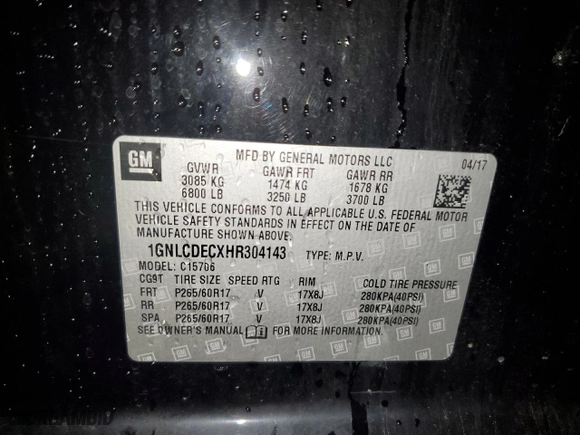 GM
MFD BY GENERAL MOTORS LLC
04/17
GVWR GAWR FRT GAWR RR
3085 KG 1474 KG 1678 KG
6800 LB 3250 LB 3700 LB
THIS VEHICLE CONFORMS TO ALL APPLICABLE U.S. FEDERAL MOTOR
VEHICLE SAFETY STANDARDS IN EFFECT ON THE DATE OF
MANUFACTURE SHOWN ABOVE.
1GNLCDECXHR304143 TYPE: M.P.V.
MODEL: C15706
CG9T TIRE SIZE SPEED RTG RIM COLD TIRE PRESSURE
FRT P265/60R17 V 17X8J 280KPA(40PSI)
RR P265/60R17 V 17X8J 280KPA(40PSI)
SPA P265/60R17 V 17X8J 280KPA(40PSI)
SEE OWNER'S MANUAL FOR MORE INFORMATION.